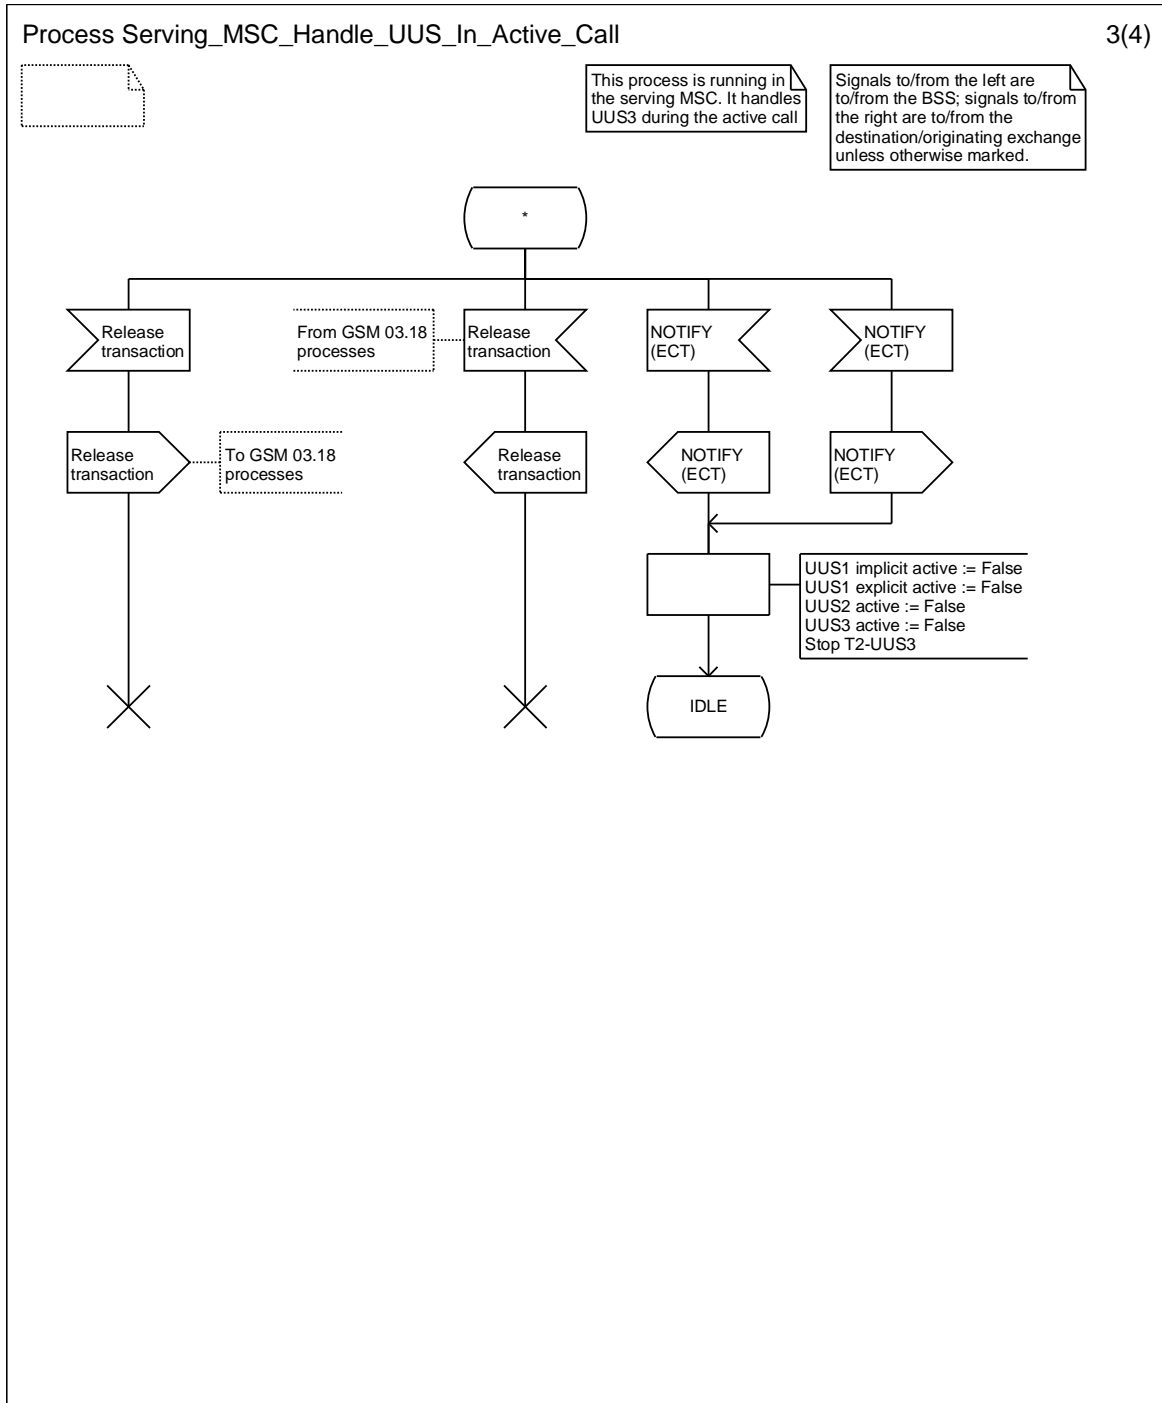 Process Serving_MSC_Handle_UUS_In_Active_Call
3(4)
This process is running in
the serving MSC. It handles
UUS3 during the active call
Signals to/from the left are
to/from the BSS; signals to/from
the right are to/from the
destination/originating exchange
unless otherwise marked.
*
Release
transaction
From GSM 03.18
processes
Release
transaction
NOTIFY
(ECT)
NOTIFY
(ECT)
Release
transaction
To GSM 03.18
processes
Release
transaction
NOTIFY
(ECT)
NOTIFY
(ECT)
UUS1 implicit active := False
UUS1 explicit active := False
UUS2 active := False
UUS3 active := False
Stop T2-UUS3
IDLE